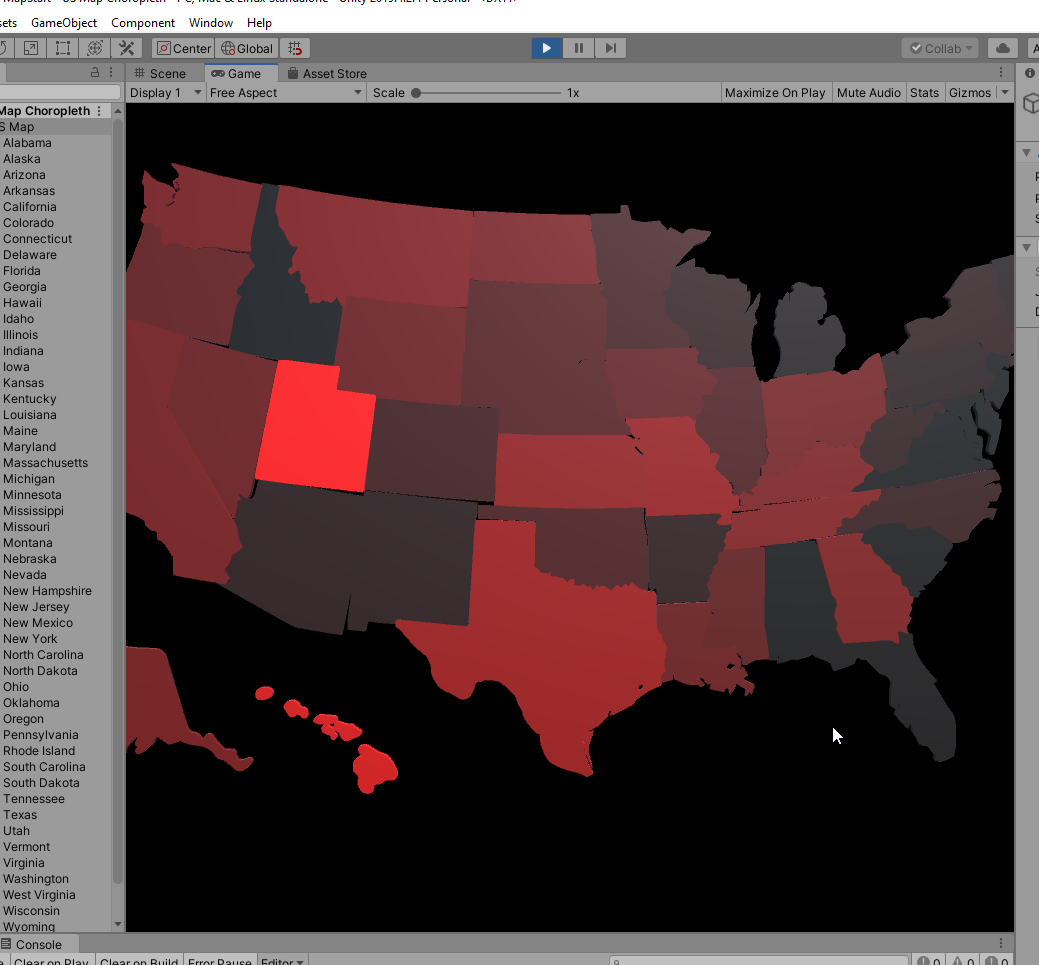 GameObject Component Window Help
Center Global Collab
Scene Game Asset Store
Display 1 Free Aspect Scale 1x Maximize On Play Mute Audio Stats Gizmos
Map Choropleth
S Map
Alabama
Alaska
Arizona
Arkansas
California
Colorado
Connecticut
Delaware
Florida
Georgia
Hawaii
Idaho
Illinois
Indiana
Iowa
Kansas
Kentucky
Louisiana
Maine
Maryland
Massachusetts
Michigan
Minnesota
Mississippi
Missouri
Montana
Nebraska
Nevada
New Hampshire
New Jersey
New Mexico
New York
North Carolina
North Dakota
Ohio
Oklahoma
Oregon
Pennsylvania
Rhode Island
South Carolina
South Dakota
Tennessee
Texas
Utah
Vermont
Virginia
Washington
West Virginia
Wisconsin
Wyoming
Console
Clear on Play Clear on Build Error Pause Editor 0 0 0